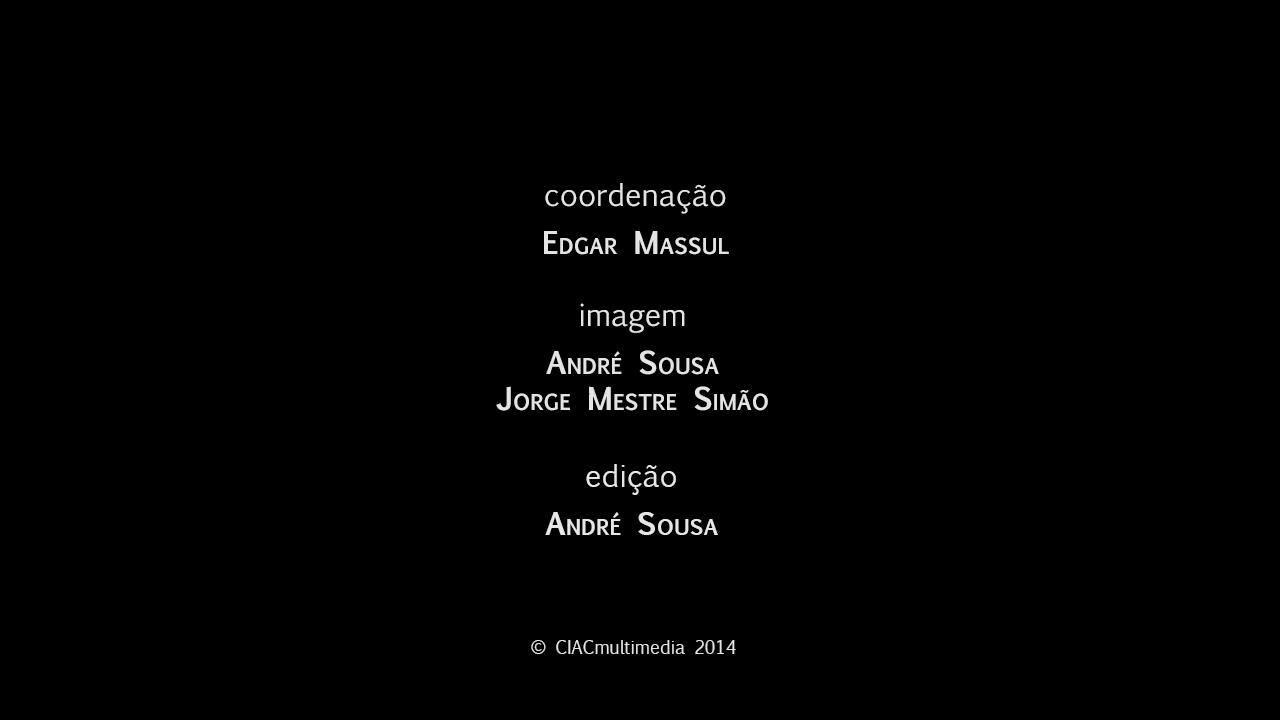 coordenação
Edgar Massul
imagem
André Sousa
Jorge Mestre Simão
edição
André Sousa
© CIACmultimedia 2014